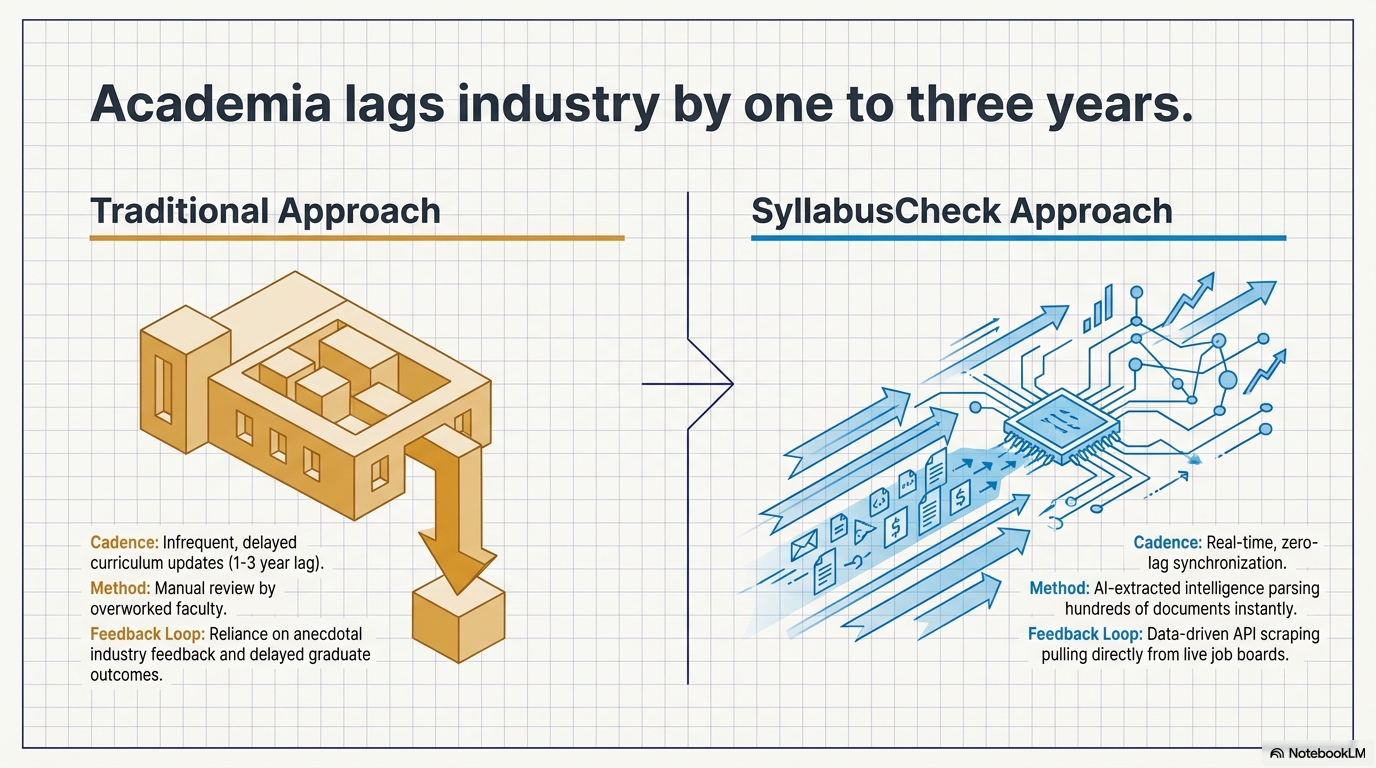 Academia lags industry by one to three years.
Traditional Approach
Cadence: Infrequent, delayed
curriculum updates (1-3 year lag).
Method: Manual review by
overworked faculty.
Feedback Loop: Reliance on anecdotal
industry feedback and delayed graduate
outcomes.
SyllabusCheck Approach
Cadence: Real-time, zero-
lag synchronization.
Method: AI-extracted intelligence parsing
hundreds of documents instantly.
Feedback Loop: Data-driven API scraping
pulling directly from live job boards.
NotebookLM